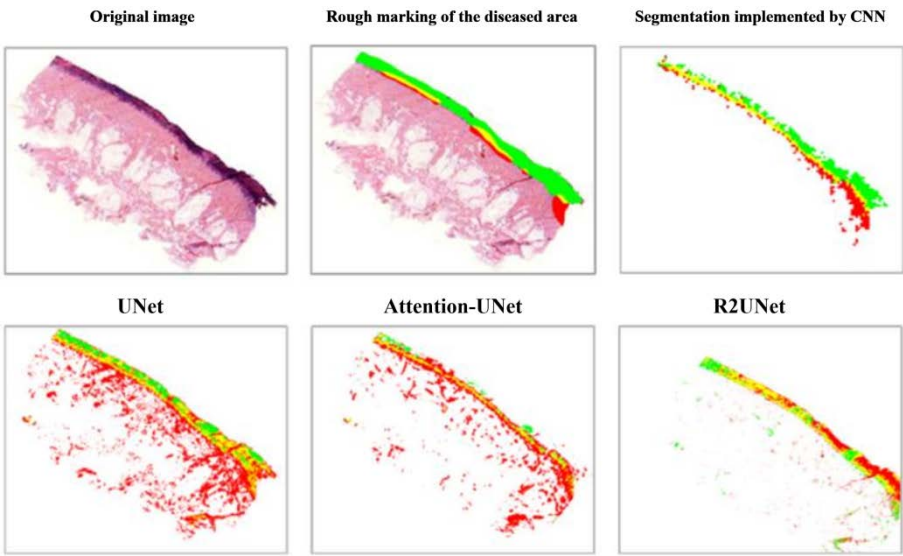 Original image
Rough marking of the diseased area
Segmentation implemented by CNN
UNet
Attention-UNet
R2UNet